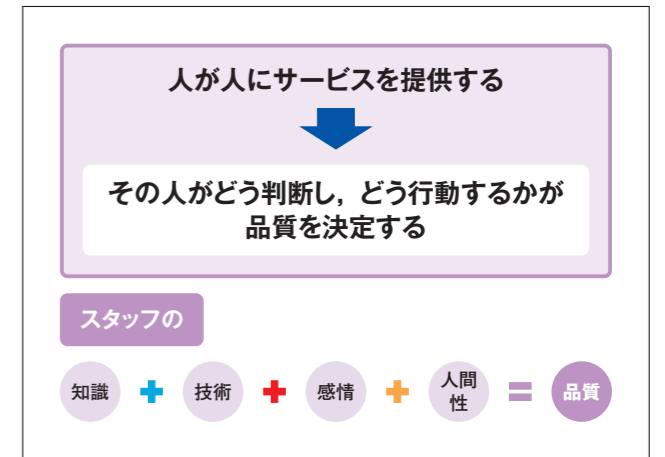 人が人にサービスを提供する
その人がどう判断し，どう行動するかが
品質を決定する
スタッフの
知識 + 技術 + 感情 + 人間性 = 品質